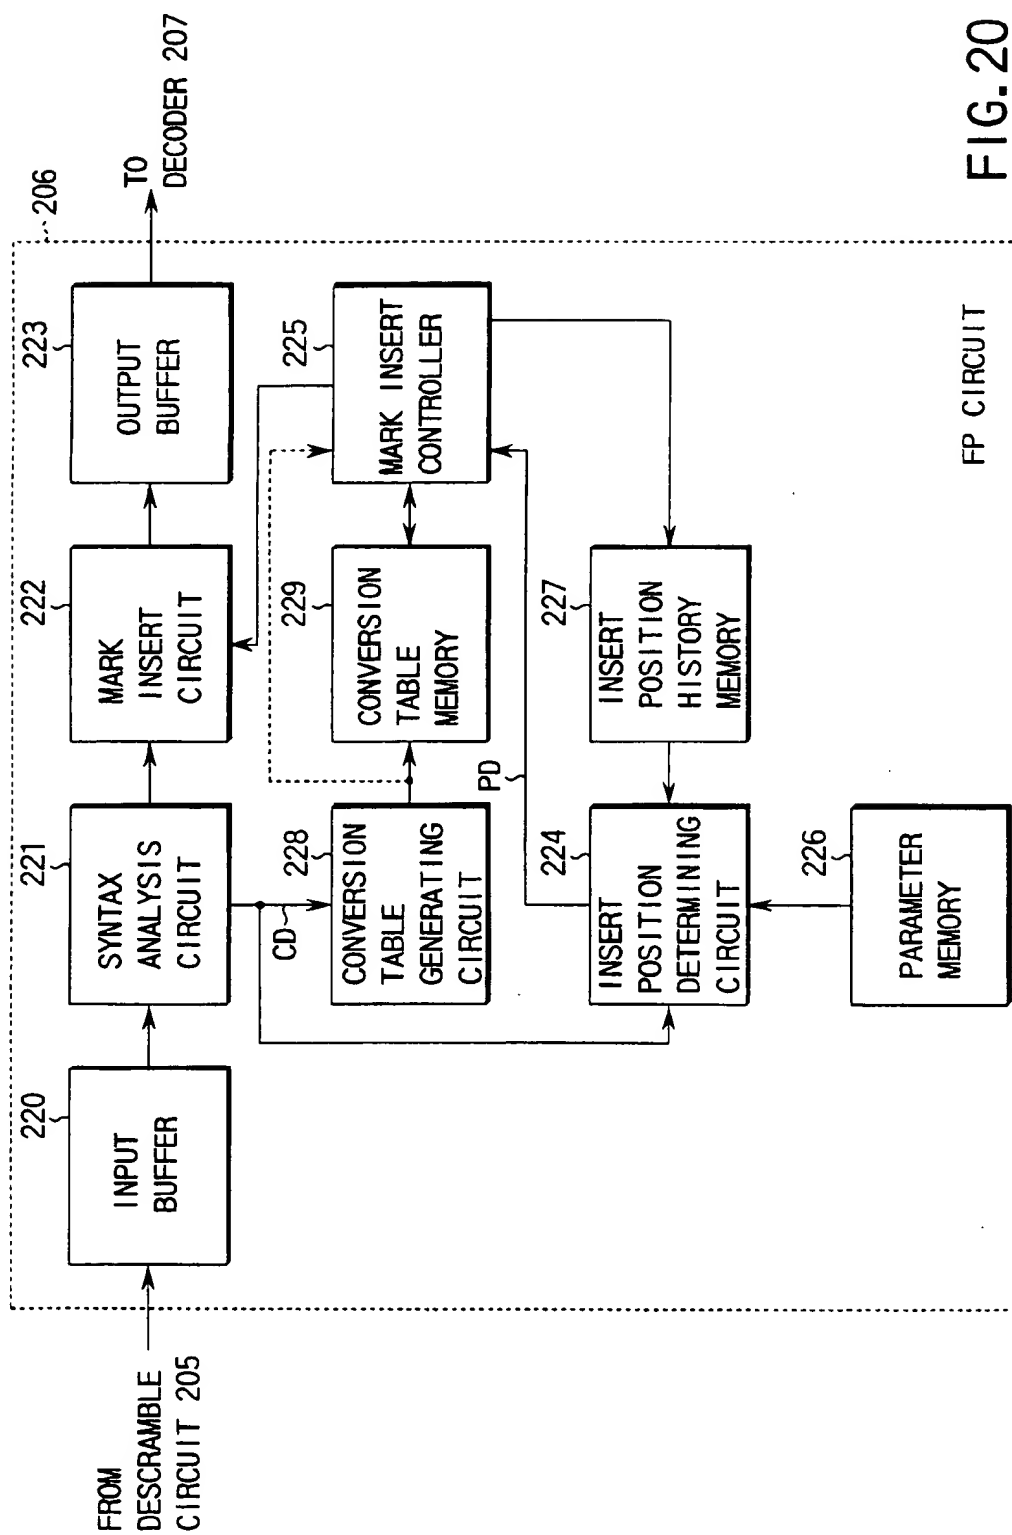 FROM
DESCRAMBLE
CIRCUIT 205
220
INPUT
BUFFER
221
SYNTAX
ANALYSIS
CIRCUIT
222
MARK
INSERT
CIRCUIT
223
OUTPUT
BUFFER
206
TO
DECODER 207
CD
228
CONVERSION
TABLE
GENERATING
CIRCUIT
229
CONVERSION
TABLE
MEMORY
225
MARK INSERT
CONTROLLER
PD
224
INSERT
POSITION
DETERMINING
CIRCUIT
227
INSERT
POSITION
HISTORY
MEMORY
226
PARAMETER
MEMORY
FP CIRCUIT
FIG. 20